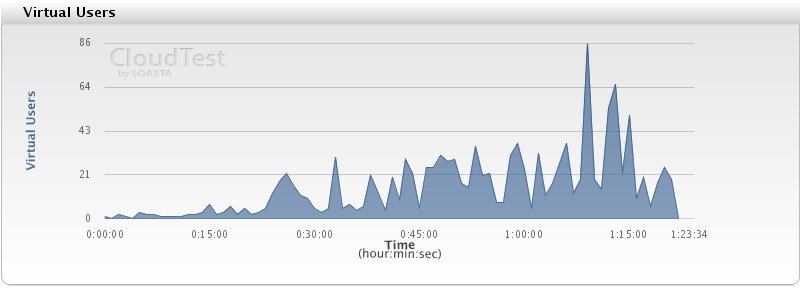 Virtual Users
86
CloudTest
by SOASTA
64
43
Virtual Users
21
0
0:00:00 0:15:00 0:30:00 0:45:00 1:00:00 1:15:00 1:23:34
Time
(hour:min:sec)